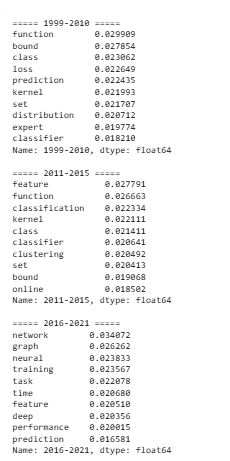 ===== 1999-2010 =====
function 0.029909
bound 0.027854
class 0.023062
loss 0.022649
prediction 0.022435
kernel 0.021993
set 0.021707
distribution 0.020712
expert 0.019774
classifier 0.018210
Name: 1999-2010, dtype: float64
===== 2011-2015 =====
feature 0.027791
function 0.026663
classification 0.022334
kernel 0.022111
class 0.021411
classifier 0.020641
clustering 0.020492
set 0.020413
bound 0.019068
online 0.018502
Name: 2011-2015, dtype: float64
===== 2016-2021 =====
network 0.034072
graph 0.026262
neural 0.023833
training 0.023567
task 0.022078
time 0.020680
feature 0.020510
deep 0.020356
performance 0.020015
prediction 0.016581
Name: 2016-2021, dtype: float64